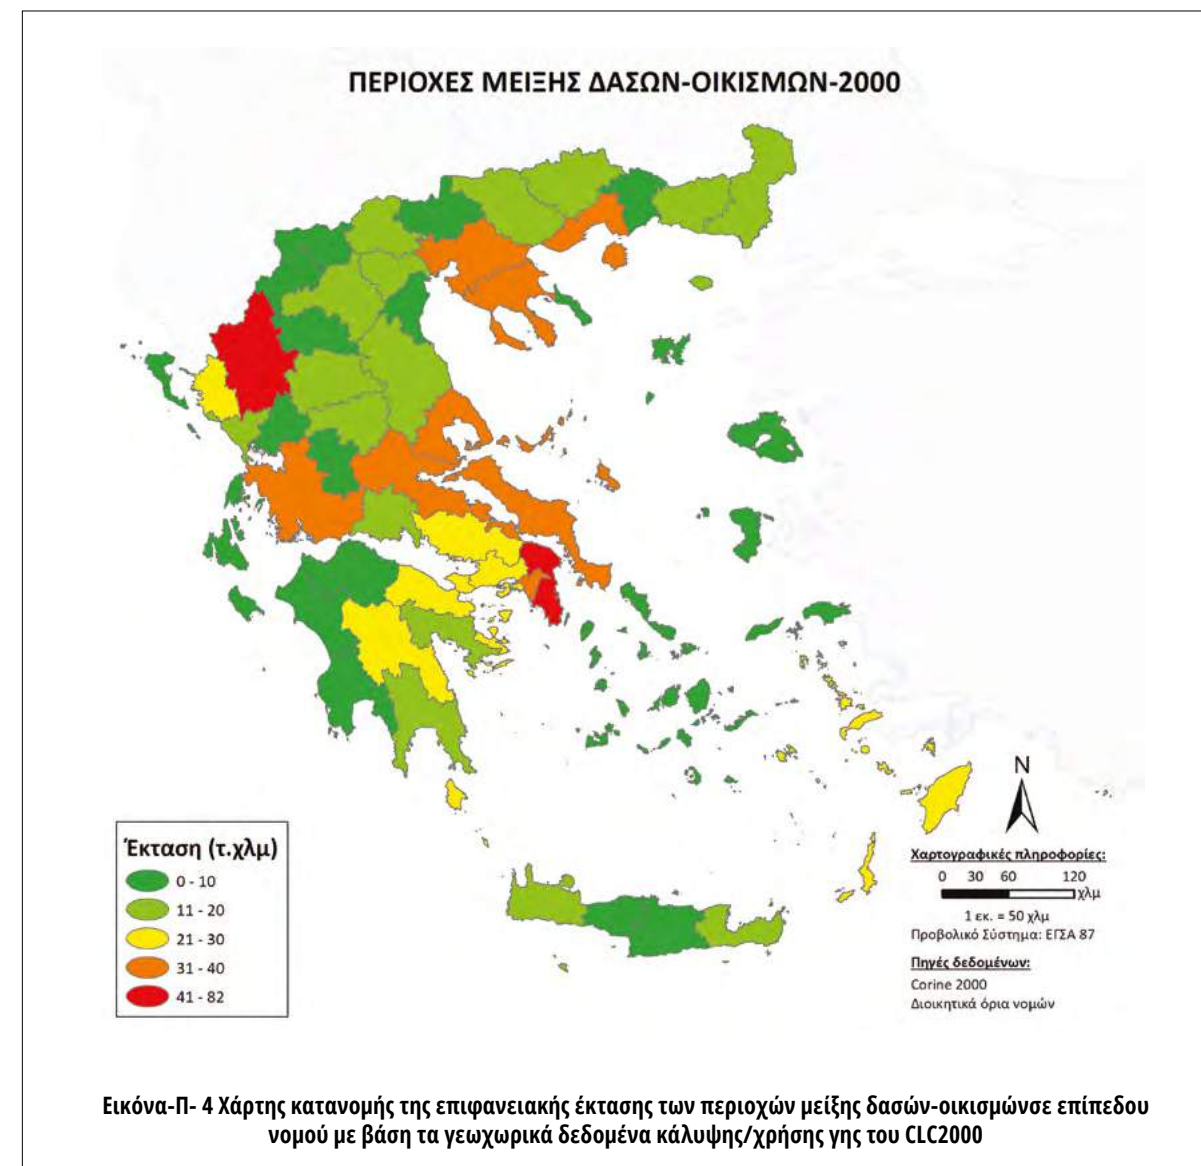 ΠΕΡΙΟΧΕΣ ΜΕΙΞΗΣ ΔΑΣΩΝ-ΟΙΚΙΣΜΩΝ-2000
N
Έκταση (τ.χλμ)
0 - 10
11 - 20
21 - 30
31 - 40
41 - 82
Χαρτογραφικές πληροφορίες:
0 30 60 120
χλμ
1 εκ. = 50 χλμ
Προβολικό Σύστημα: ΕΓΣΑ 87
Πηγές δεδομένων:
Corine 2000
Διοικητικά όρια νομών
Εικόνα-Π- 4 Χάρτης κατανομής της επιφανειακής έκτασης των περιοχών μείξης δασών-οικισμώνσε επίπεδου
νομού με βάση τα γεωχωρικά δεδομένα κάλυψης/χρήσης γης του CLC2000